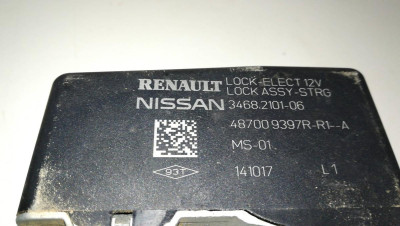 RENAULT LOCK-ELECT 12V
LOCK ASSY-STRG
NISSAN 3468.2101-06
48700 9397R-R1--A
MS-01.
93T
141017 L1